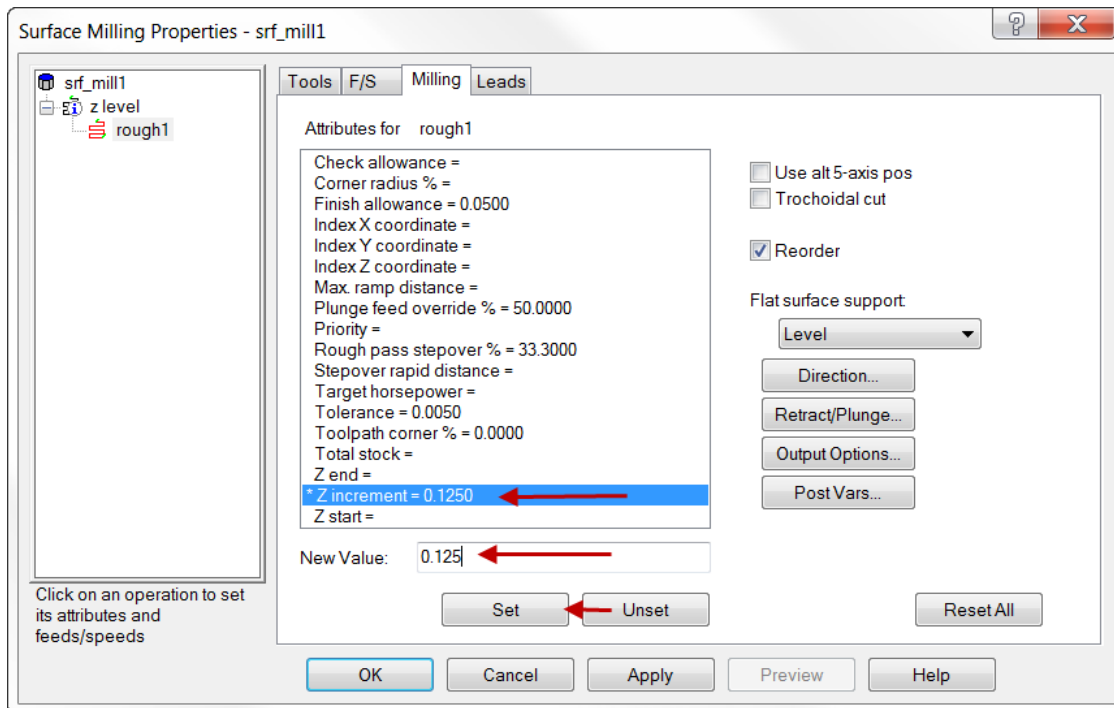 Surface Milling Properties - srf_mill1
srf_mill1
z level
rough1
Click on an operation to set
its attributes and
feeds/speeds
Tools F/S Milling Leads
Attributes for rough1
Check allowance =
Corner radius % =
Finish allowance = 0.0500
Index X coordinate =
Index Y coordinate =
Index Z coordinate =
Max. ramp distance =
Plunge feed override % = 50.0000
Priority =
Rough pass stepover % = 33.3000
Stepover rapid distance =
Target horsepower =
Tolerance = 0.0050
Toolpath corner % = 0.0000
Total stock =
Z end =
* Z increment = 0.1250
Z start =
New Value: 0.125
Set Unset Reset All
Use alt 5-axis pos
Trochoidal cut
Reorder
Flat surface support:
Level
Direction...
Retract/Plunge...
Output Options...
Post Vars...
OK Cancel Apply Preview Help